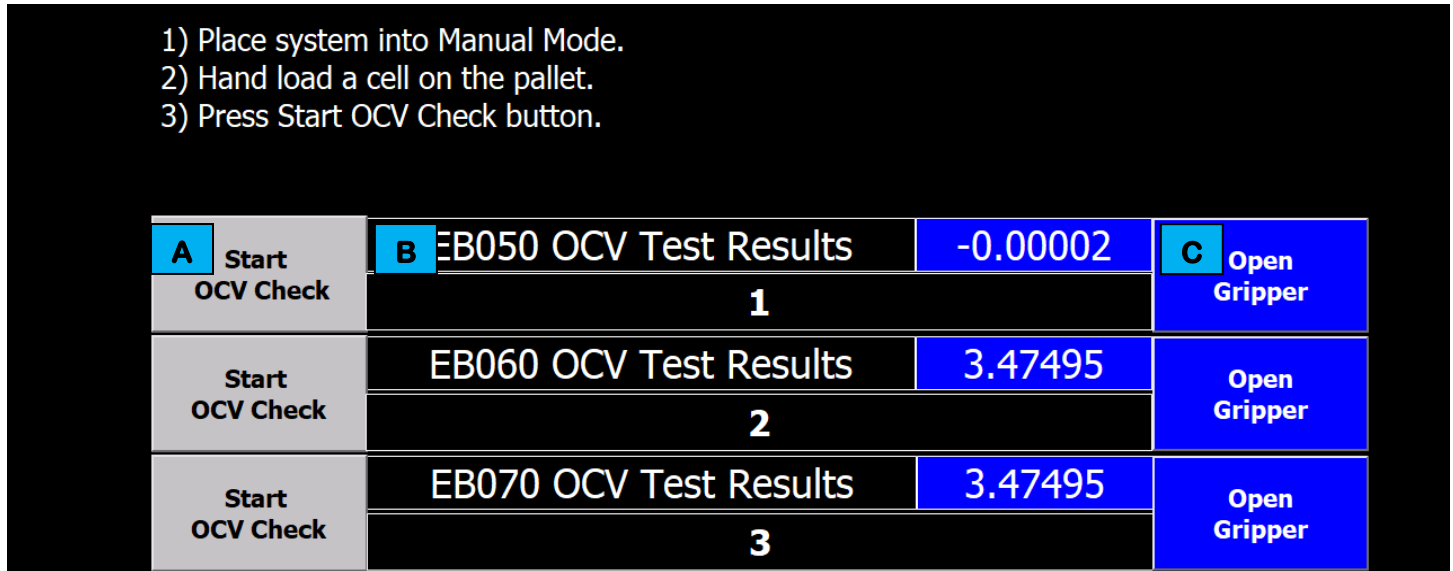 1) Place system into Manual Mode.
2) Hand load a cell on the pallet.
3) Press Start OCV Check button.
A
Start
OCV Check
B
EB050 OCV Test Results
-0.00002
1
C
Open
Gripper
Start
OCV Check
EB060 OCV Test Results
3.47495
2
Open
Gripper
Start
OCV Check
EB070 OCV Test Results
3.47495
3
Open
Gripper